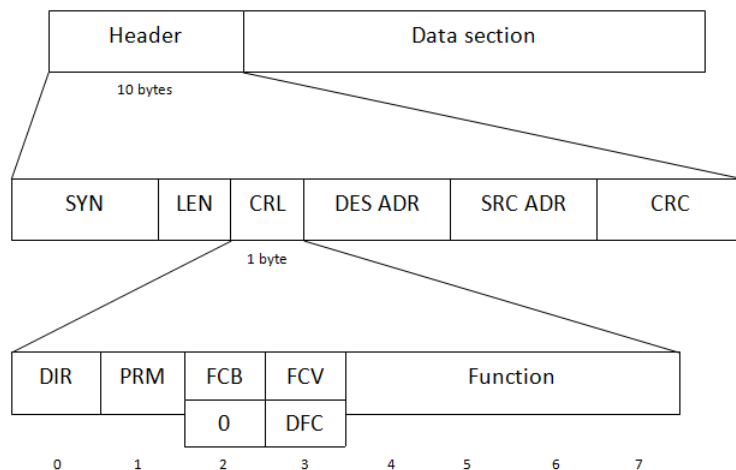 Header Data section
10 bytes
SYN LEN CRL DES ADR SRC ADR CRC
1 byte
DIR PRM FCB FCV Function
0 DFC
0 1 2 3 4 5 6 7